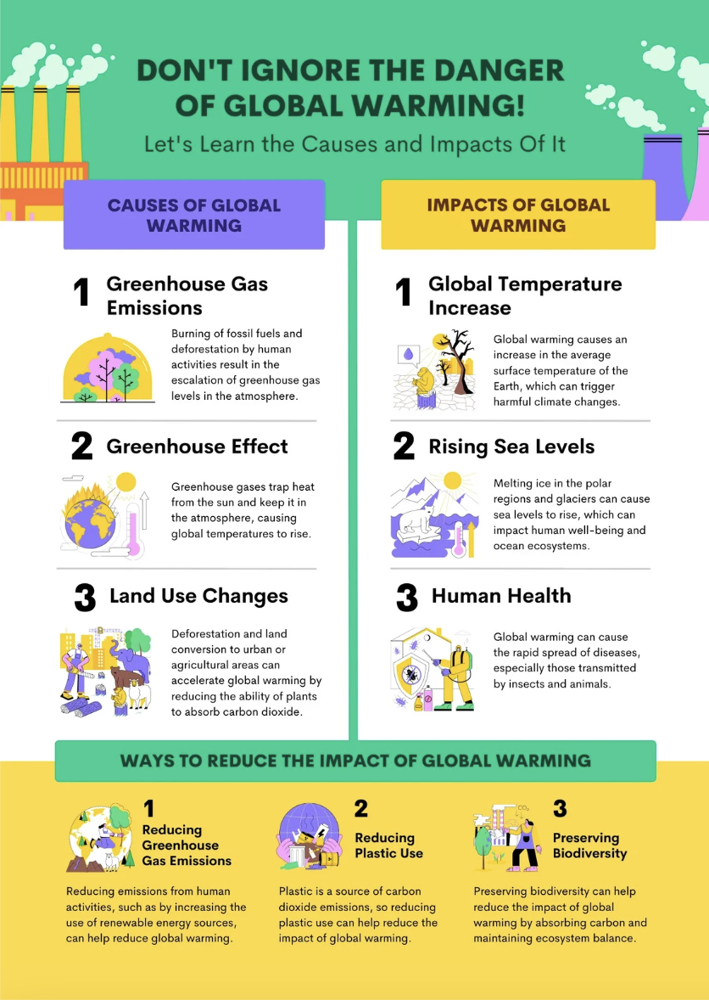 DON'T IGNORE THE DANGER
OF GLOBAL WARMING!
Let's Learn the Causes and Impacts Of It
CAUSES OF GLOBAL
WARMING
1
Greenhouse Gas
Emissions
Burning of fossil fuels and
deforestation by human
activities result in the
escalation of greenhouse gas
levels in the atmosphere.
2 Greenhouse Effect
Greenhouse gases trap heat
from the sun and keep it in
the atmosphere, causing
global temperatures to rise.
3 Land Use Changes
Deforestation and land
conversion to urban or
agricultural areas can
accelerate global warming by
reducing the ability of plants
to absorb carbon dioxide.
IMPACTS OF GLOBAL
WARMING
1
Global Temperature
Increase
Global warming causes an
increase in the average
surface temperature of the
Earth, which can trigger
harmful climate changes.
2 Rising Sea Levels
Melting ice in the polar
regions and glaciers can cause
sea levels to rise, which can
impact human well-being and
ocean ecosystems.
3 Human Health
Global warming can cause
the rapid spread of diseases,
especially those transmitted
by insects and animals.
WAYS TO REDUCE THE IMPACT OF GLOBAL WARMING
1
Reducing
Greenhouse
Gas Emissions
Reducing emissions from human
activities, such as by increasing the
use of renewable energy sources,
can help reduce global warming.
2
Reducing
Plastic Use
Plastic is a source of carbon
dioxide emissions, so reducing
plastic use can help reduce the
impact of global warming.
CO₂
3
Preserving
Biodiversity
Preserving biodiversity can help
reduce the impact of global
warming by absorbing carbon and
maintaining ecosystem balance.